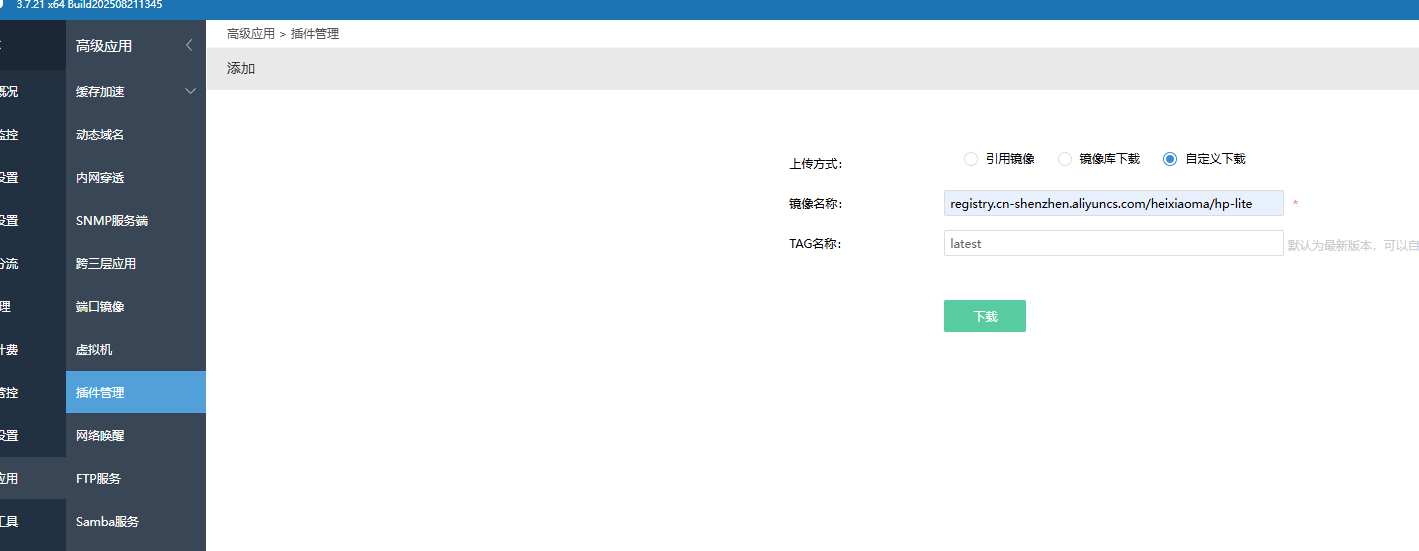 3.7.21 x64 Build202508211345
高级应用
高级应用 > 插件管理
添加
概况
缓存加速
监控
动态域名
设置
内网穿透
设置
SNMP服务端
分流
跨三层应用
理
端口镜像
计费
虚拟机
管控
插件管理
设置
网络唤醒
应用
FTP服务
工具
Samba服务
上传方式:
引用镜像
镜像库下载
自定义下载
镜像名称:
registry.cn-shenzhen.aliyuncs.com/heixiaoma/hp-lite
*
TAG名称:
latest
默认为最新版本，可以自
下载